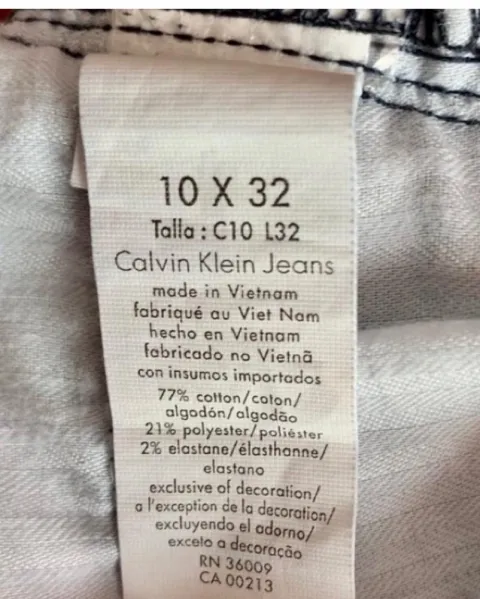 10 X 32
Talla : C10 L32
Calvin Klein Jeans
made in Vietnam
fabriqué au Viet Nam
hecho en Vietnam
fabricado no Vietnã
con insumos importados
77% cotton/coton/
algodón/algodão
21% polyester/poliéster
2% elastane/élasthanne/
elastano
exclusive of decoration/
a l'exception de la decoration/
excluyendo el adorno/
exceto a decoração
RN 36009
CA 00213